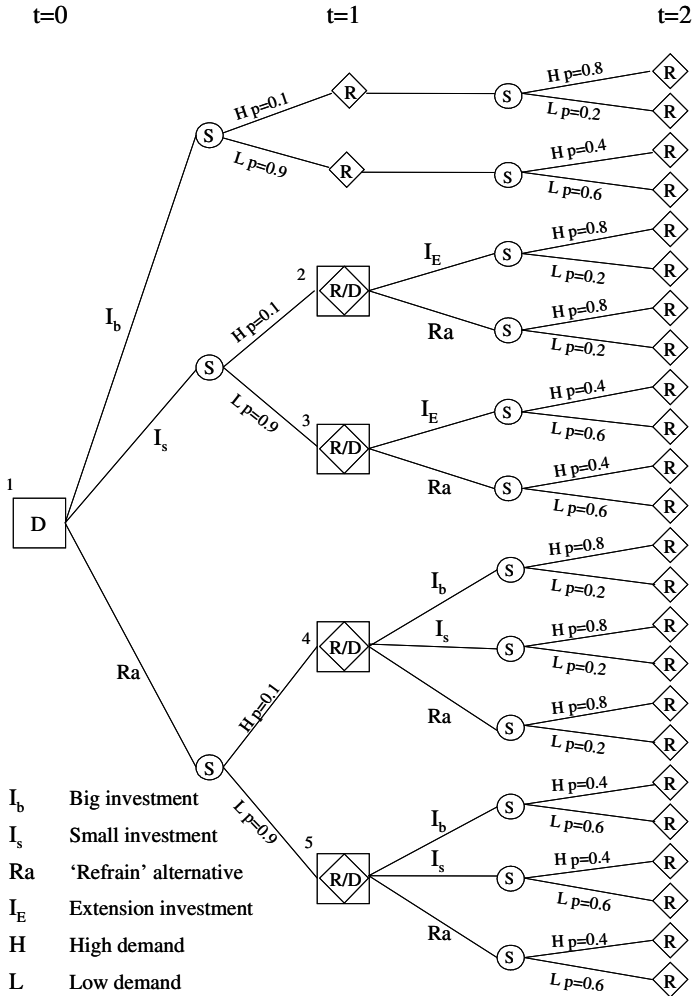 t=0 t=1 t=2
H p=0.8
R
H p=0.1
R
S
L p=0.2
R
S
L p=0.9
R
S
H p=0.4
R
L p=0.6
R
I_b
2
R/D
I_E
S
H p=0.8
R
L p=0.2
R
H p=0.1
Ra
S
H p=0.8
R
L p=0.2
R
S
L p=0.9
I_s
3
R/D
I_E
S
H p=0.4
R
L p=0.6
R
Ra
S
H p=0.4
R
L p=0.6
R
1
D
4
R/D
I_b
S
H p=0.8
R
L p=0.2
R
I_s
S
H p=0.8
R
L p=0.2
R
Ra
H p=0.1
Ra
S
H p=0.8
R
L p=0.2
R
S
L p=0.9
5
R/D
I_b
S
H p=0.4
R
L p=0.6
R
I_s
S
H p=0.4
R
L p=0.6
R
Ra
S
H p=0.4
R
L p=0.6
R
I_b Big investment
I_s Small investment
Ra ‘Refrain’ alternative
I_E Extension investment
H High demand
L Low demand